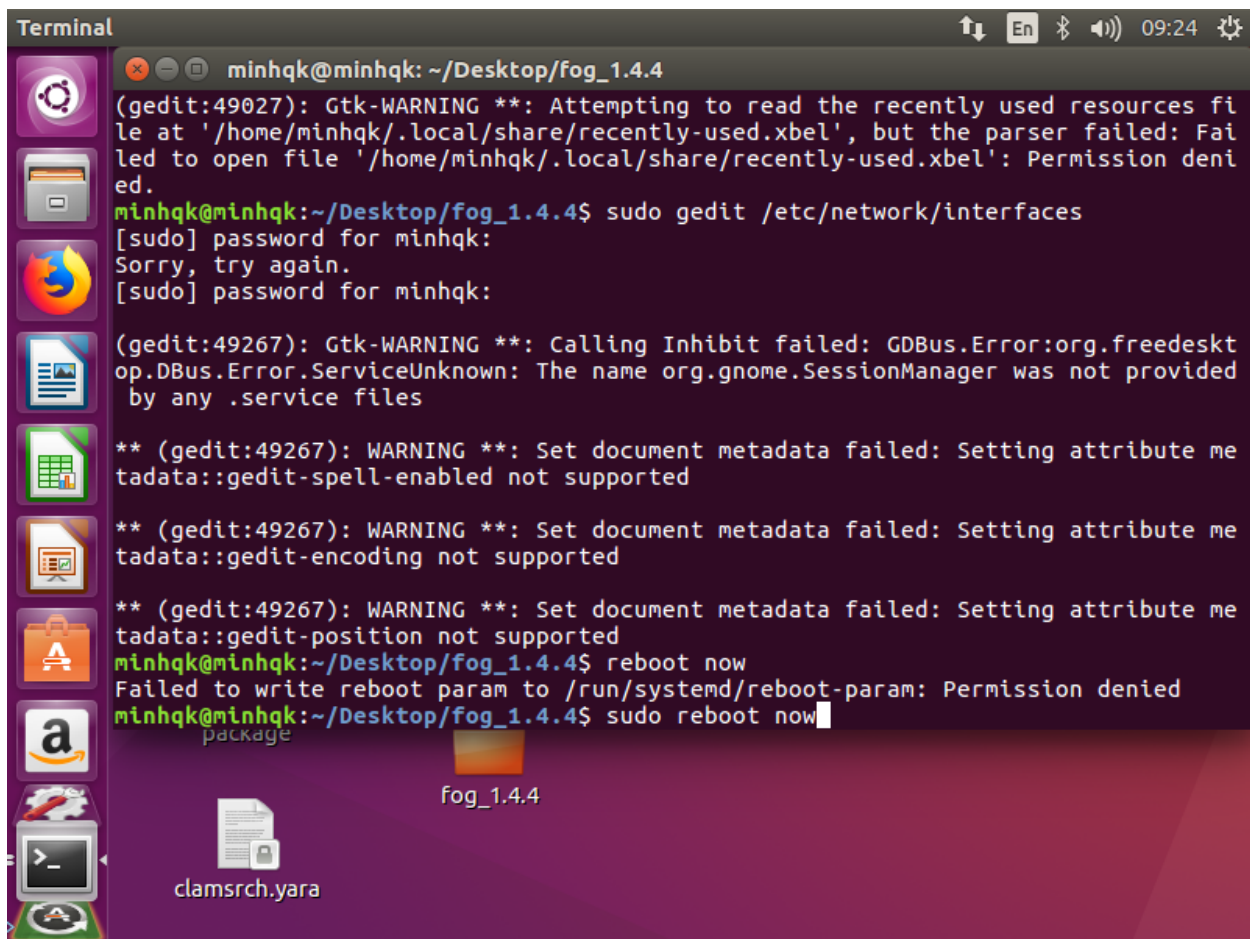 Terminal
En
09:24
minhqk@minhqk: ~/Desktop/fog_1.4.4
(gedit:49027): Gtk-WARNING **: Attempting to read the recently used resources fi
le at '/home/minhqk/.local/share/recently-used.xbel', but the parser failed: Fai
led to open file '/home/minhqk/.local/share/recently-used.xbel': Permission deni
ed.
minhqk@minhqk:~/Desktop/fog_1.4.4$ sudo gedit /etc/network/interfaces
[sudo] password for minhqk:
Sorry, try again.
[sudo] password for minhqk:
(gedit:49267): Gtk-WARNING **: Calling Inhibit failed: GDBus.Error:org.freedeskt
op.DBus.Error.ServiceUnknown: The name org.gnome.SessionManager was not provided
 by any .service files
** (gedit:49267): WARNING **: Set document metadata failed: Setting attribute me
tadata::gedit-spell-enabled not supported
** (gedit:49267): WARNING **: Set document metadata failed: Setting attribute me
tadata::gedit-encoding not supported
** (gedit:49267): WARNING **: Set document metadata failed: Setting attribute me
tadata::gedit-position not supported
minhqk@minhqk:~/Desktop/fog_1.4.4$ reboot now
Failed to write reboot param to /run/systemd/reboot-param: Permission denied
minhqk@minhqk:~/Desktop/fog_1.4.4$ sudo reboot now
package
fog_1.4.4
clamsrch.yara